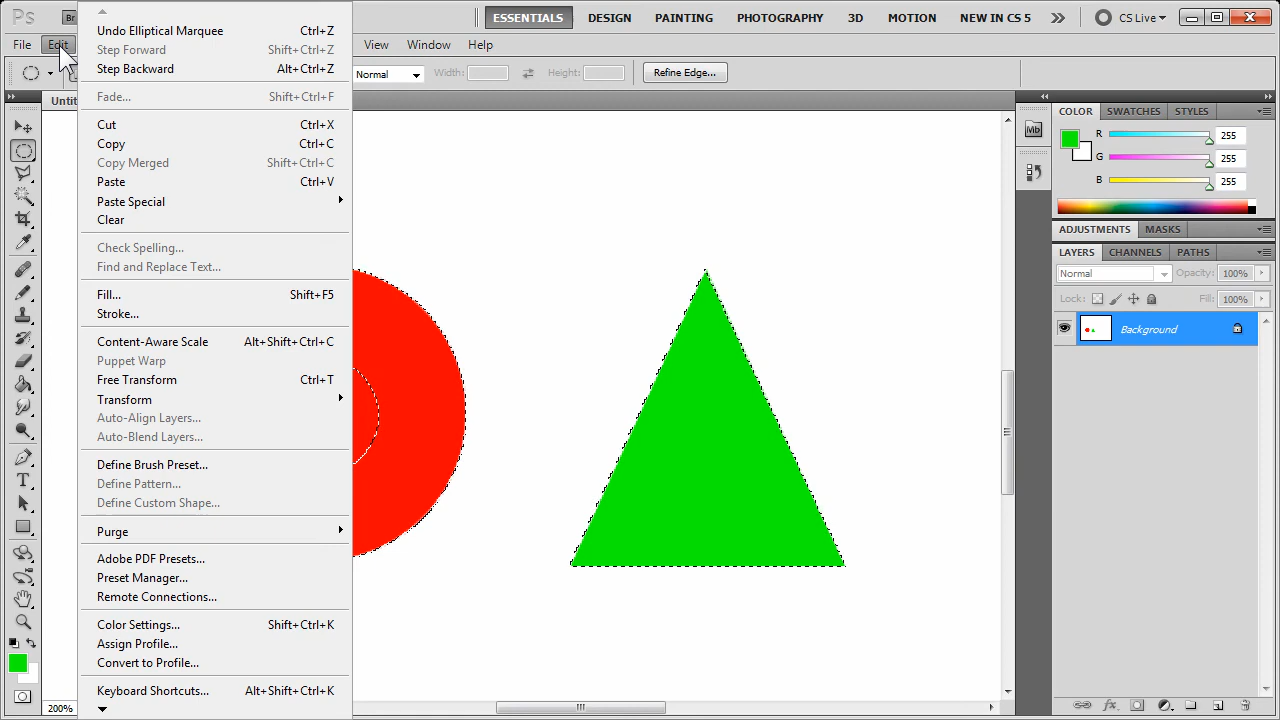 Ps Br ESSENTIALS DESIGN PAINTING PHOTOGRAPHY 3D MOTION NEW IN CS 5 CS Live
File Edit View Window Help
Normal Width: Height: Refine Edge...
Undo Elliptical Marquee Ctrl+Z
Step Forward Shift+Ctrl+Z
Step Backward Alt+Ctrl+Z
Fade... Shift+Ctrl+F
Cut Ctrl+X
Copy Ctrl+C
Copy Merged Shift+Ctrl+C
Paste Ctrl+V
Paste Special
Clear
Check Spelling...
Find and Replace Text...
Fill... Shift+F5
Stroke...
Content-Aware Scale Alt+Shift+Ctrl+C
Puppet Warp
Free Transform Ctrl+T
Transform
Auto-Align Layers...
Auto-Blend Layers...
Define Brush Preset...
Define Pattern...
Define Custom Shape...
Purge
Adobe PDF Presets...
Preset Manager...
Remote Connections...
Color Settings... Shift+Ctrl+K
Assign Profile...
Convert to Profile...
Keyboard Shortcuts... Alt+Shift+Ctrl+K
Untit
T
200%
Mb
COLOR SWATCHES STYLES
R 255
G 255
B 255
ADJUSTMENTS MASKS
LAYERS CHANNELS PATHS
Normal Opacity: 100%
Lock: Fill: 100%
Background